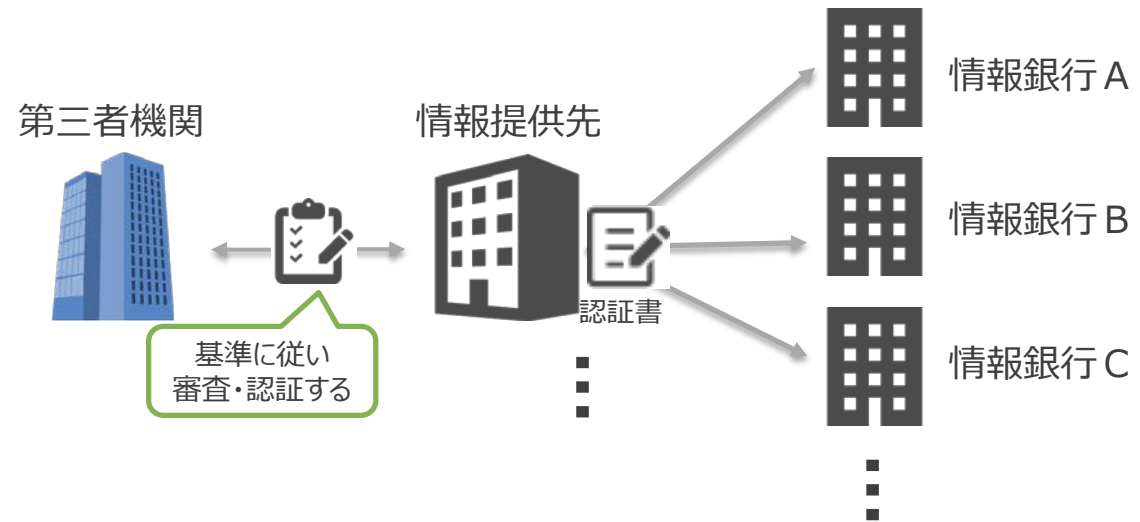 第三者機関
情報提供先
情報銀行A
情報銀行B
情報銀行C
認証書
基準に従い
審査・認証する